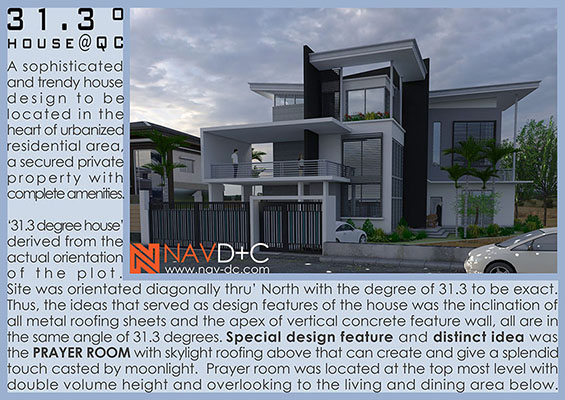 31.3°
HOUSE@QC
A sophisticated
and trendy house
design to be
located in the
heart of urbanized
residential area,
a secured private
property with
complete amenities.
'31.3 degree house'
derived from the
actual orientation
of the plot.
NAVD+C
www.nav-dc.com
Site was orientated diagonally thru' North with the degree of 31.3 to be exact.
Thus, the ideas that served as design features of the house was the inclination of
all metal roofing sheets and the apex of vertical concrete feature wall, all are in
the same angle of 31.3 degrees. Special design feature and distinct idea was
the PRAYER ROOM with skylight roofing above that can create and give a splendid
touch casted by moonlight. Prayer room was located at the top most level with
double volume height and overlooking to the living and dining area below.